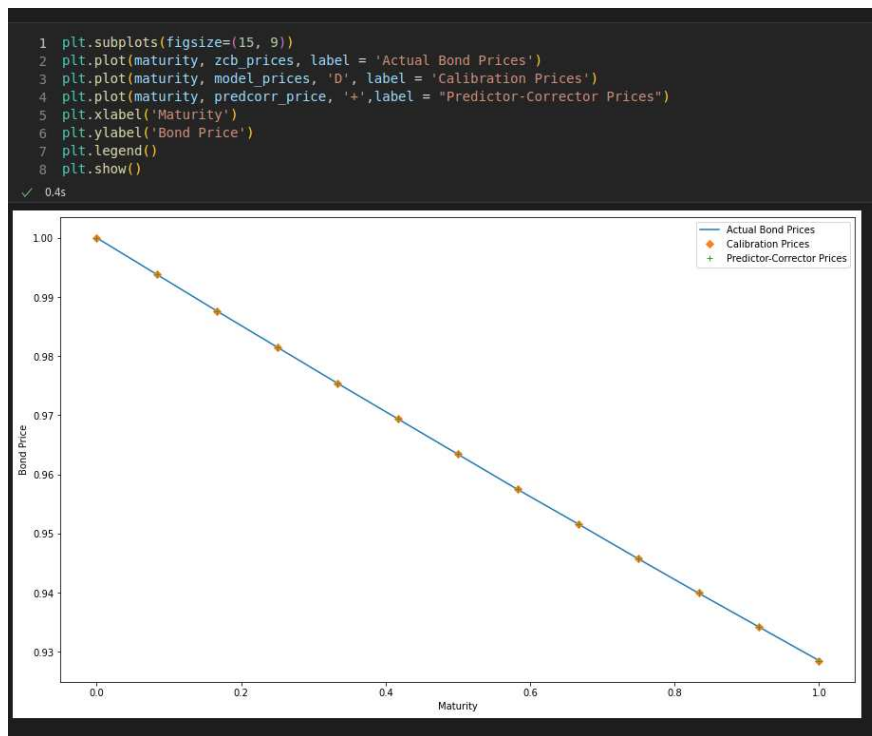 1 plt.subplots(figsize=(15, 9))
2 plt.plot(maturity, zcb_prices, label = 'Actual Bond Prices')
3 plt.plot(maturity, model_prices, 'D', label = 'Calibration Prices')
4 plt.plot(maturity, predcorr_price, '+',label = "Predictor-Corrector Prices")
5 plt.xlabel('Maturity')
6 plt.ylabel('Bond Price')
7 plt.legend()
8 plt.show()
0.4s
Actual Bond Prices
Calibration Prices
Predictor-Corrector Prices
1.00
0.99
0.98
0.97
0.96
0.95
0.94
0.93
Bond Price
0.0 0.2 0.4 0.6 0.8 1.0
Maturity